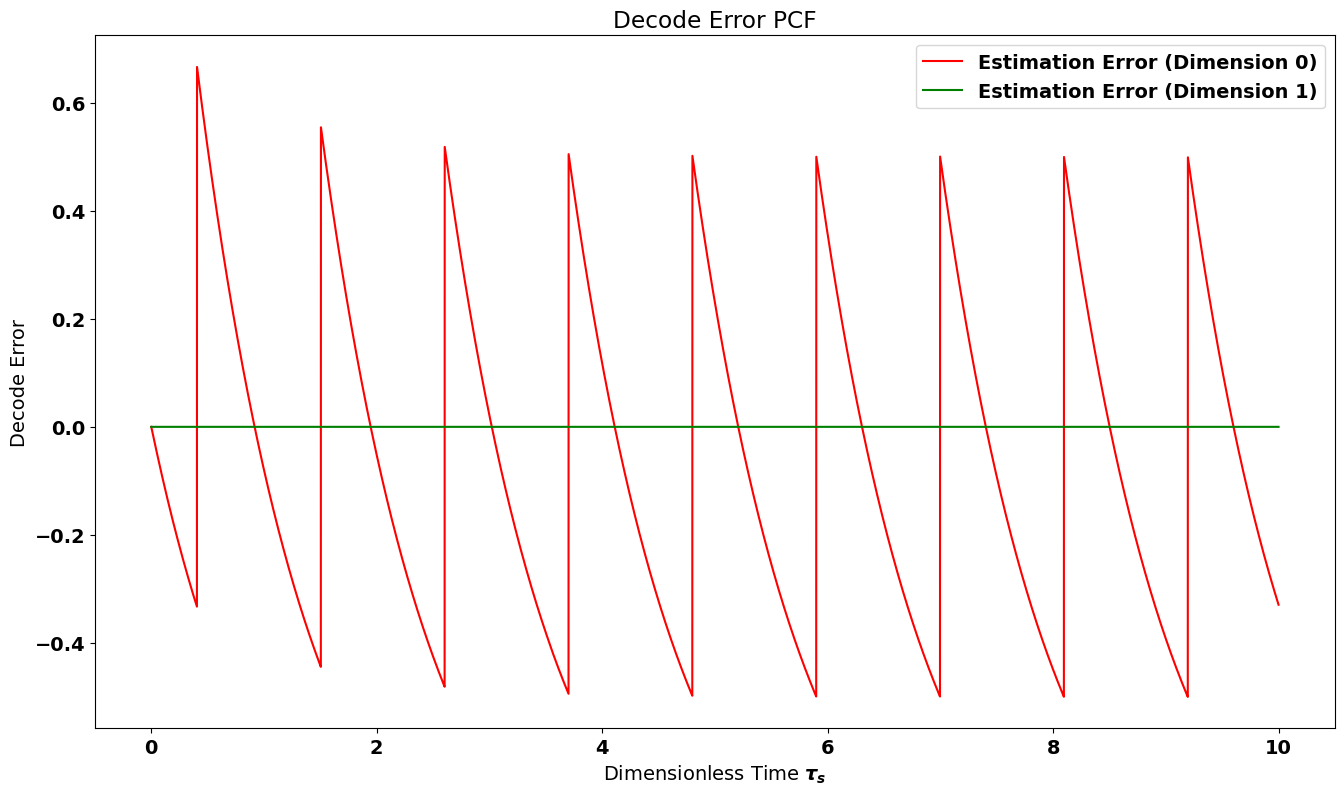 Decode Error PCF
Estimation Error (Dimension 0)
Estimation Error (Dimension 1)
Decode Error
0.6
0.4
0.2
0.0
−0.2
−0.4
0 2 4 6 8 10
Dimensionless Time τₛ